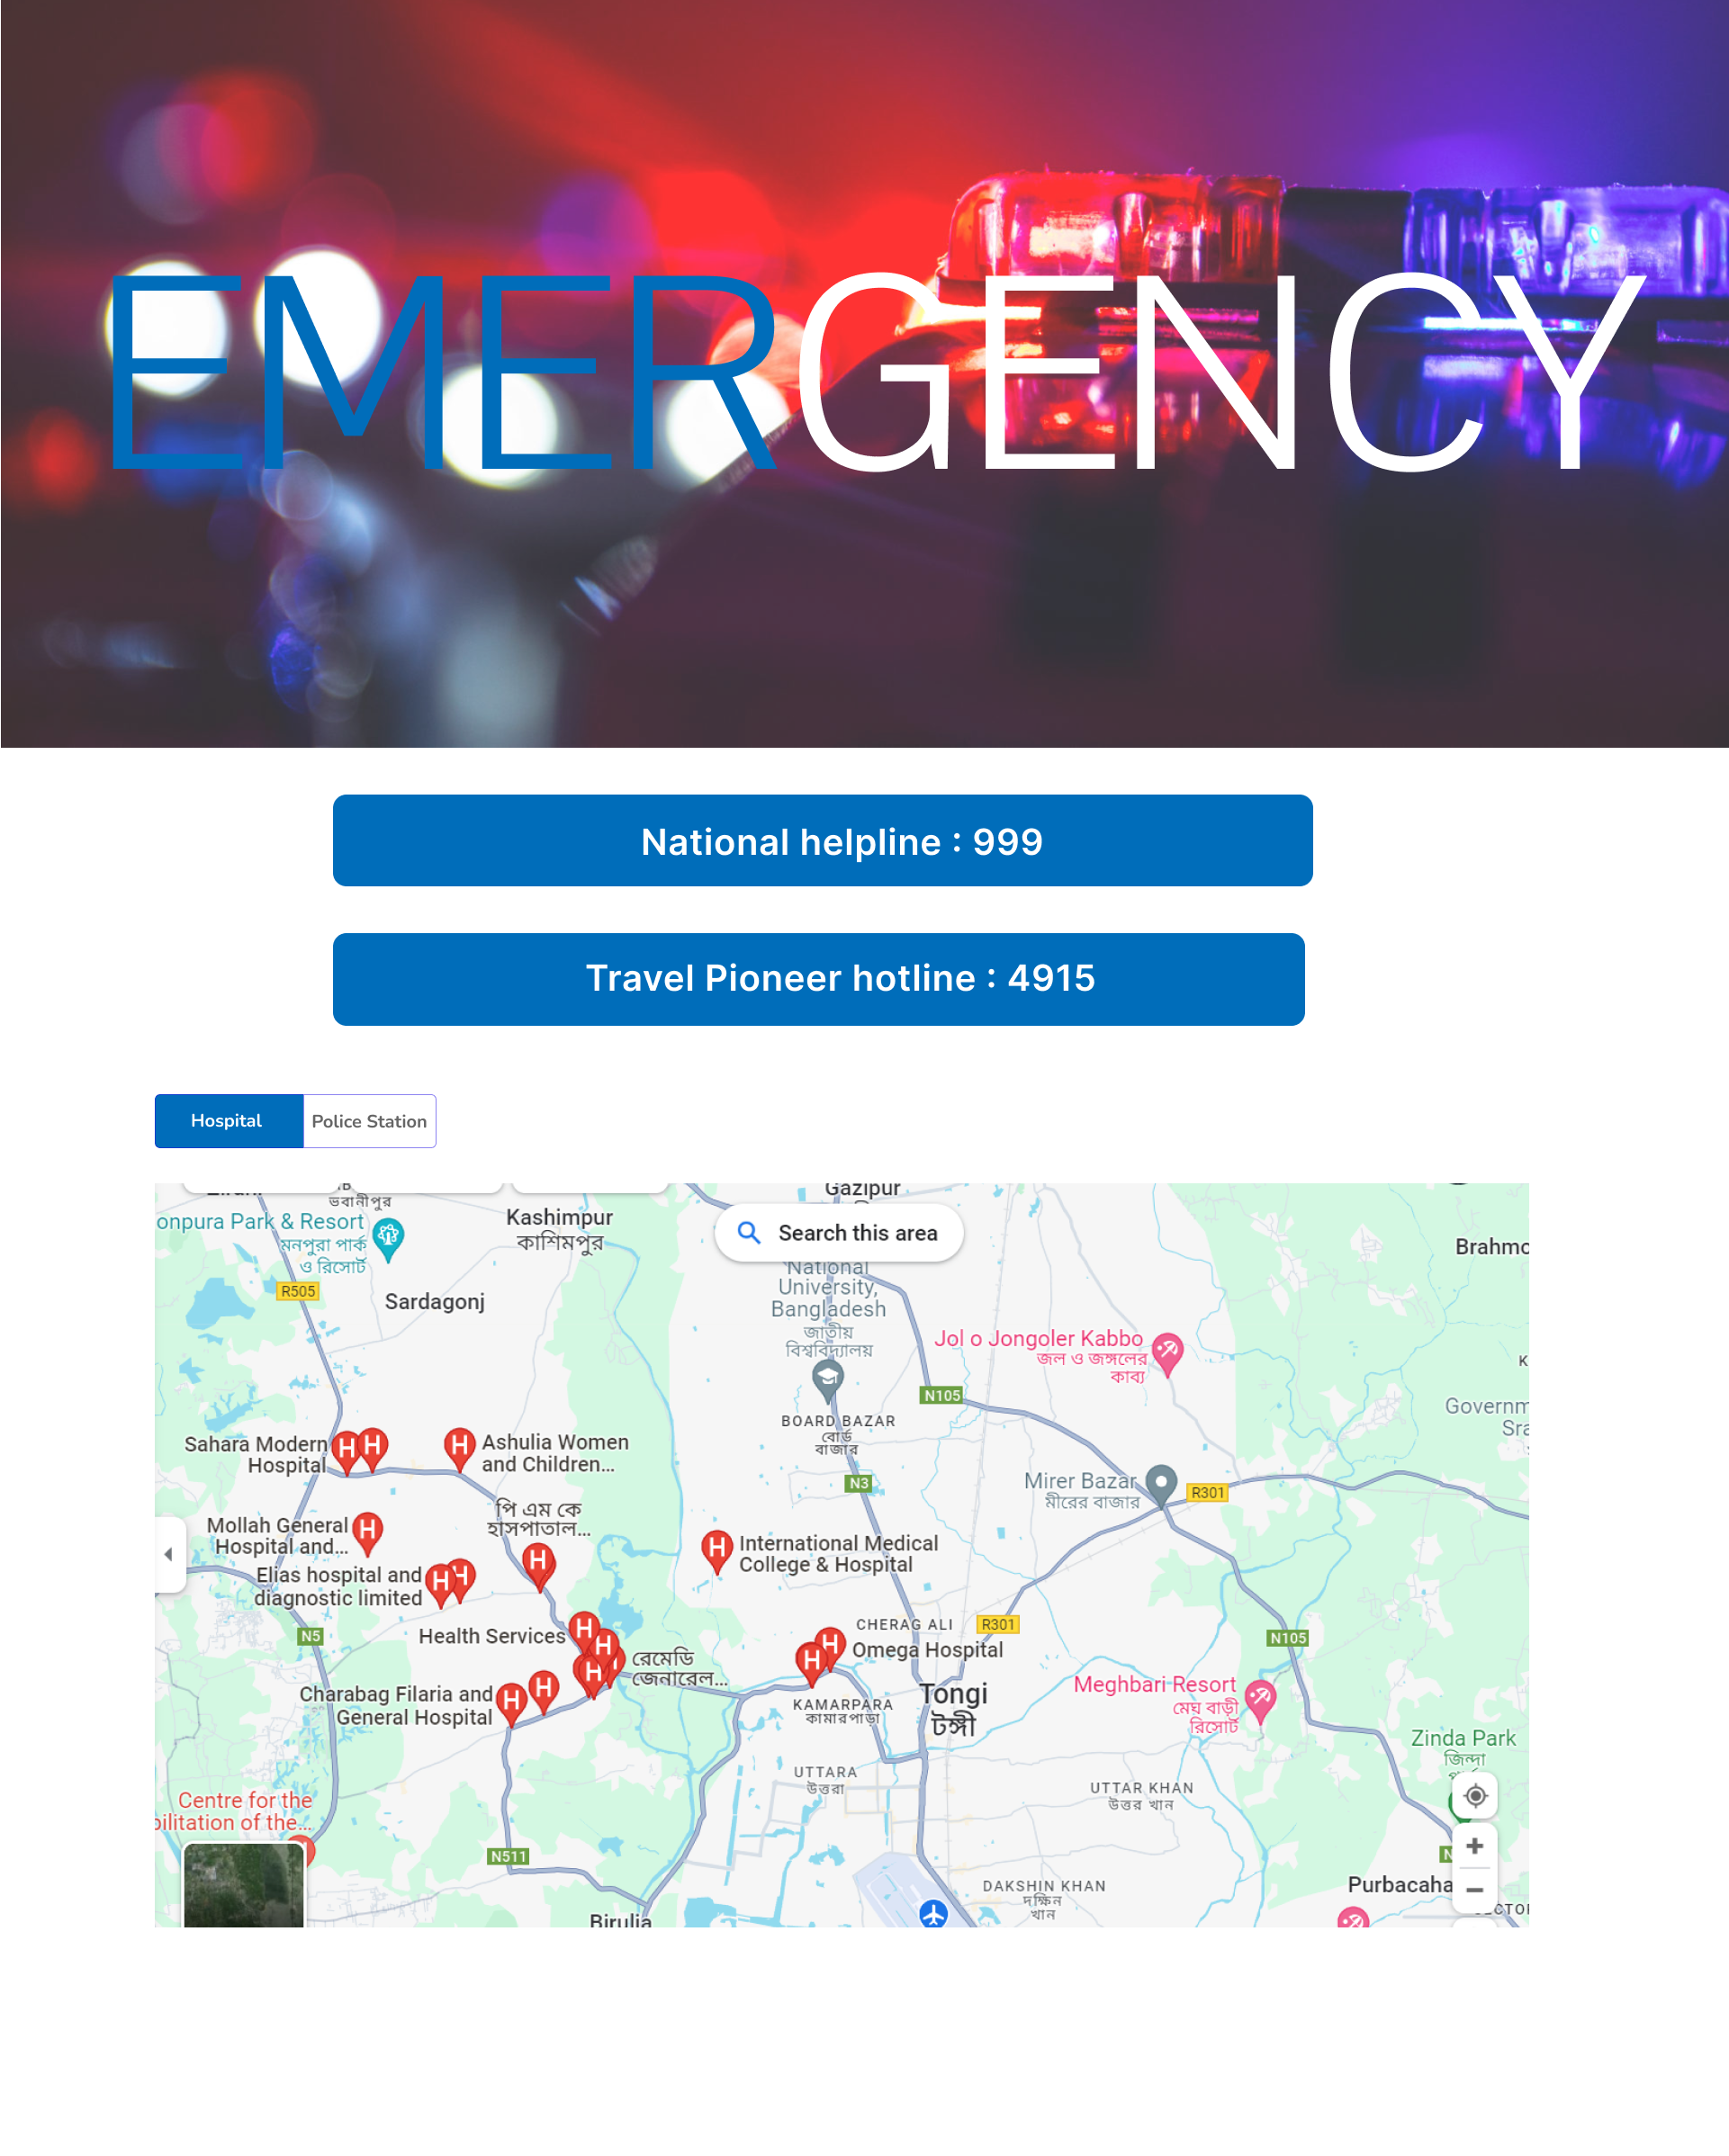 EMERGENCY
National helpline : 999
Travel Pioneer hotline : 4915
Hospital
Police Station
ভবানীপুর
Gazipur
onpura Park & Resort
মনপুরা পার্ক
ও রিসোর্ট
Kashimpur
কাশিমপুর
Search this area
Brahmo
R505
Sardagonj
National
University,
Bangladesh
জাতীয়
বিশ্ববিদ্যালয়
Jol o Jongoler Kabbo
জল ও জঙ্গলের
কাব্য
K
N105
Governm
Sra
BOARD BAZAR
বোর্ড
বাজার
Sahara Modern
Hospital
H
H
H
Ashulia Women
and Children...
N3
Mirer Bazar
মীরের বাজার
R301
পি এম কে
হাসপাতাল...
H
Mollah General
Hospital and...
H
International Medical
College & Hospital
H
Elias hospital and
diagnostic limited
H
H
N5
Health Services
H
H
H
রেমেডি
জেনারেল...
CHERAG ALI
R301
Omega Hospital
H
H
N105
Charabag Filaria and
General Hospital
H
H
KAMARPARA
কামারপাড়া
Tongi
টঙ্গী
Meghbari Resort
মেঘ বাড়ী
রিসোর্ট
Zinda Park
জিন্দা
UTTARA
উত্তরা
UTTAR KHAN
উত্তর খান
Centre for the
bilitation of the...
N511
N
DAKSHIN KHAN
দক্ষিন
খান
Purbacaha
ECTOR
Birulia